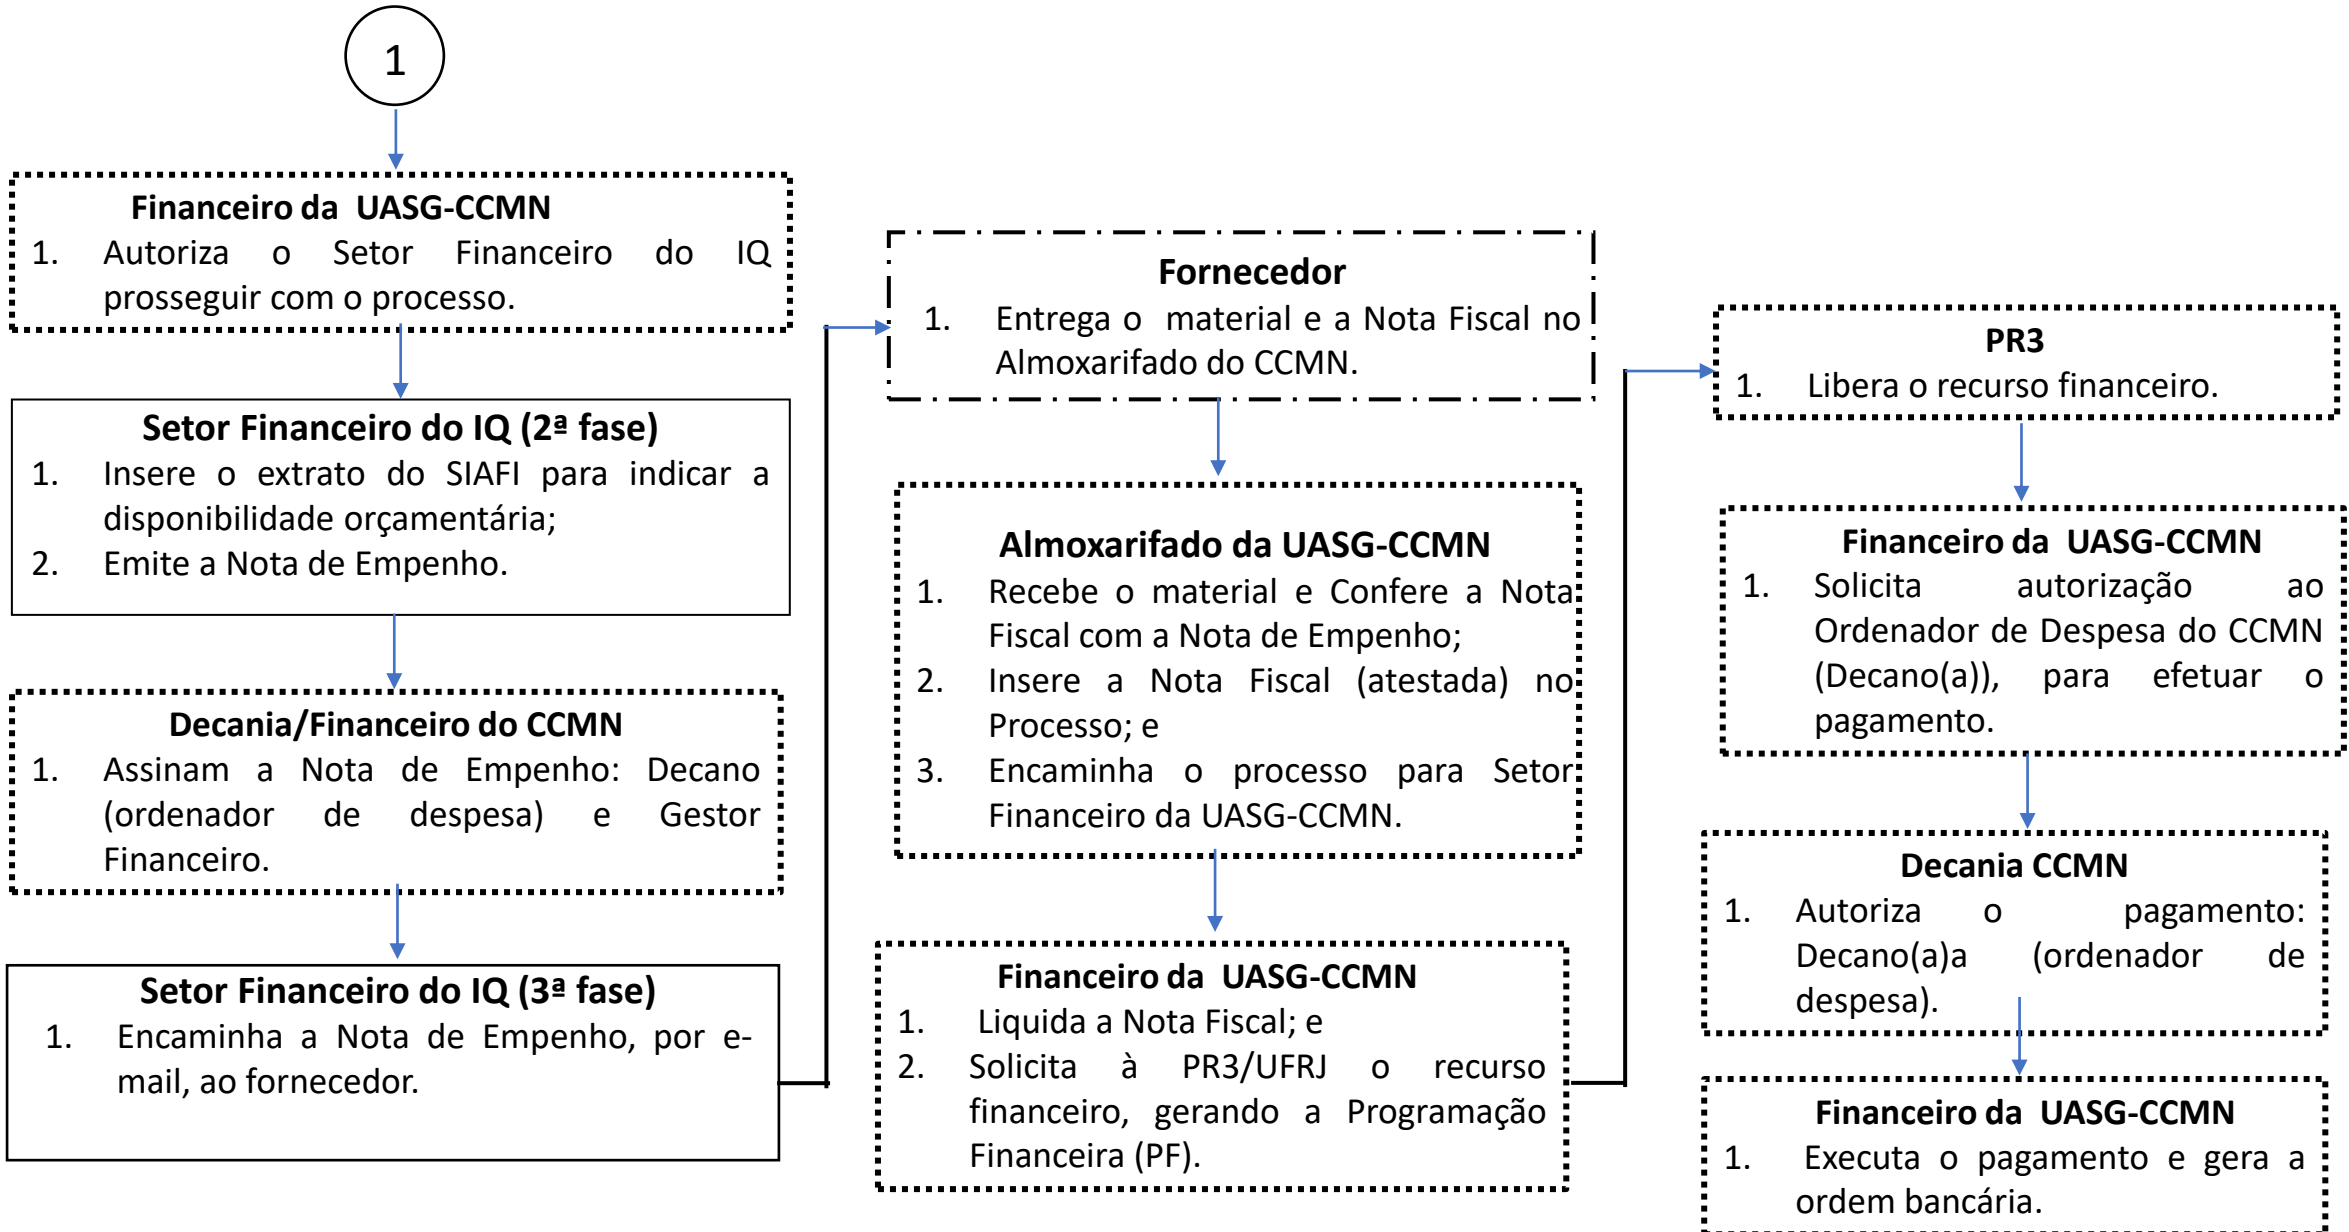 1
Financeiro da UASG-CCMN
1. Autoriza o Setor Financeiro do IQ
prosseguir com o processo.
Setor Financeiro do IQ (2ª fase)
1. Insere o extrato do SIAFI para indicar a
disponibilidade orçamentária;
2. Emite a Nota de Empenho.
Decania/Financeiro do CCMN
1. Assinam a Nota de Empenho: Decano
(ordenador de despesa) e Gestor
Financeiro.
Setor Financeiro do IQ (3ª fase)
1. Encaminha a Nota de Empenho, por e-
mail, ao fornecedor.
Fornecedor
1. Entrega o material e a Nota Fiscal no
Almoxarifado do CCMN.
Almoxarifado da UASG-CCMN
1. Recebe o material e Confere a Nota
Fiscal com a Nota de Empenho;
2. Insere a Nota Fiscal (atestada) no
Processo; e
3. Encaminha o processo para Setor
Financeiro da UASG-CCMN.
Financeiro da UASG-CCMN
1. Liquida a Nota Fiscal; e
2. Solicita à PR3/UFRJ o recurso
financeiro, gerando a Programação
Financeira (PF).
PR3
1. Libera o recurso financeiro.
Financeiro da UASG-CCMN
1. Solicita autorização ao
Ordenador de Despesa do CCMN
(Decano(a)), para efetuar o
pagamento.
Decania CCMN
1. Autoriza o pagamento:
Decano(a)a (ordenador de
despesa).
Financeiro da UASG-CCMN
1. Executa o pagamento e gera a
ordem bancária.